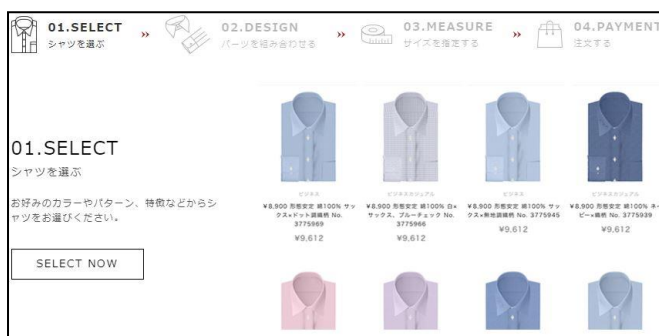 01.SELECT
シャツを選ぶ
»
02.DESIGN
パーツを組み合わせる
»
03.MEASURE
サイズを指定する
»
04.PAYMENT
注文する
01.SELECT
シャツを選ぶ
お好みのカラーやパターン、特徴などからシ
ャツをお選びください。
SELECT NOW
ビジネス
¥8,900 形態安定 綿100% サッ
クス×ドット調織柄 No.
3775969
¥9,612
ビジネスカジュアル
¥8,900 形態安定 綿100% 白×
サックス、ブルーチェック No.
3775966
¥9,612
ビジネス
¥8,900 形態安定 綿100% サッ
クス×無地調織柄 No. 3775945
¥9,612
ビジネスカジュアル
¥8,900 形態安定 綿100% ネイ
ビー×織柄 No. 3775939
¥9,612